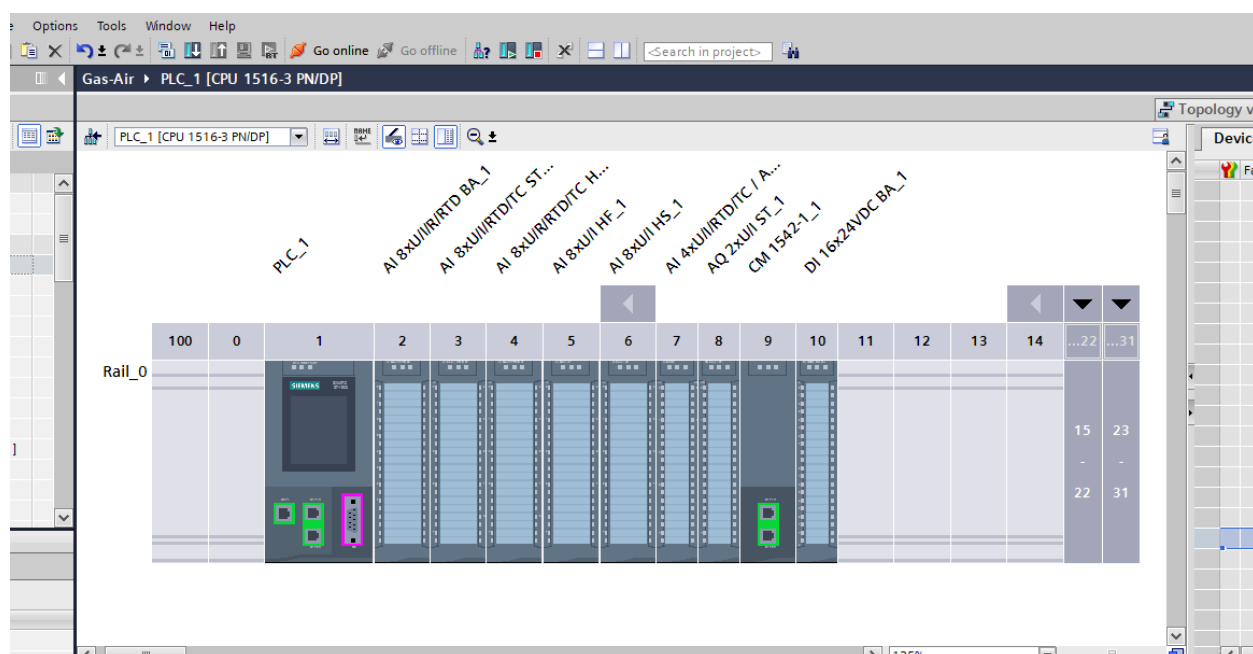 Options Tools Window Help
Go online Go offline <Search in project>
Gas-Air PLC_1 [CPU 1516-3 PN/DP]
Topology v
PLC_1 [CPU 1516-3 PN/DP]
Devic
PLC_1
AI 8xU/I/R/RTD BA_1
AI 8xU/I/RTD/TC ST...
AI 8xU/R/RTD/TC H...
AI 8xU/I HF_1
AI 8xU/I HS_1
AI 4xU/I/RTD/TC / A...
AQ 2xU/I ST_1
CM 1542-1_1
DI 16x24VDC BA_1
100 0 1 2 3 4 5 6 7 8 9 10 11 12 13 14 ...22 ...31
Rail_0
SIEMENS
15 23
- -
22 31